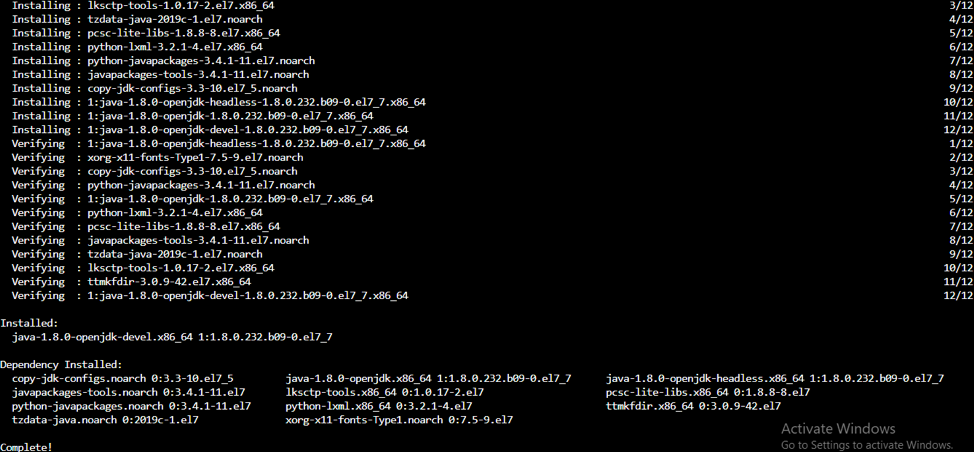 Installing : lksctp-tools-1.0.17-2.el7.x86_64 3/12
Installing : tzdata-java-2019c-1.el7.noarch 4/12
Installing : pcsc-lite-libs-1.8.8-8.el7.x86_64 5/12
Installing : python-lxml-3.2.1-4.el7.x86_64 6/12
Installing : python-javapackages-3.4.1-11.el7.noarch 7/12
Installing : javapackages-tools-3.4.1-11.el7.noarch 8/12
Installing : copy-jdk-configs-3.3-10.el7_5.noarch 9/12
Installing : 1:java-1.8.0-openjdk-headless-1.8.0.232.b09-0.el7_7.x86_64 10/12
Installing : 1:java-1.8.0-openjdk-1.8.0.232.b09-0.el7_7.x86_64 11/12
Installing : 1:java-1.8.0-openjdk-devel-1.8.0.232.b09-0.el7_7.x86_64 12/12
Verifying : 1:java-1.8.0-openjdk-headless-1.8.0.232.b09-0.el7_7.x86_64 1/12
Verifying : xorg-x11-fonts-Type1-7.5-9.el7.noarch 2/12
Verifying : copy-jdk-configs-3.3-10.el7_5.noarch 3/12
Verifying : python-javapackages-3.4.1-11.el7.noarch 4/12
Verifying : 1:java-1.8.0-openjdk-1.8.0.232.b09-0.el7_7.x86_64 5/12
Verifying : python-lxml-3.2.1-4.el7.x86_64 6/12
Verifying : pcsc-lite-libs-1.8.8-8.el7.x86_64 7/12
Verifying : javapackages-tools-3.4.1-11.el7.noarch 8/12
Verifying : tzdata-java-2019c-1.el7.noarch 9/12
Verifying : lksctp-tools-1.0.17-2.el7.x86_64 10/12
Verifying : ttmkfdir-3.0.9-42.el7.x86_64 11/12
Verifying : 1:java-1.8.0-openjdk-devel-1.8.0.232.b09-0.el7_7.x86_64 12/12
Installed:
java-1.8.0-openjdk-devel.x86_64 1:1.8.0.232.b09-0.el7_7
Dependency Installed:
copy-jdk-configs.noarch 0:3.3-10.el7_5 java-1.8.0-openjdk.x86_64 1:1.8.0.232.b09-0.el7_7 java-1.8.0-openjdk-headless.x86_64 1:1.8.0.232.b09-0.el7_7
javapackages-tools.noarch 0:3.4.1-11.el7 lksctp-tools.x86_64 0:1.0.17-2.el7 pcsc-lite-libs.x86_64 0:1.8.8-8.el7
python-javapackages.noarch 0:3.4.1-11.el7 python-lxml.x86_64 0:3.2.1-4.el7 ttmkfdir.x86_64 0:3.0.9-42.el7
tzdata-java.noarch 0:2019c-1.el7 xorg-x11-fonts-Type1.noarch 0:7.5-9.el7
Activate Windows
Go to Settings to activate Windows.
Complete!